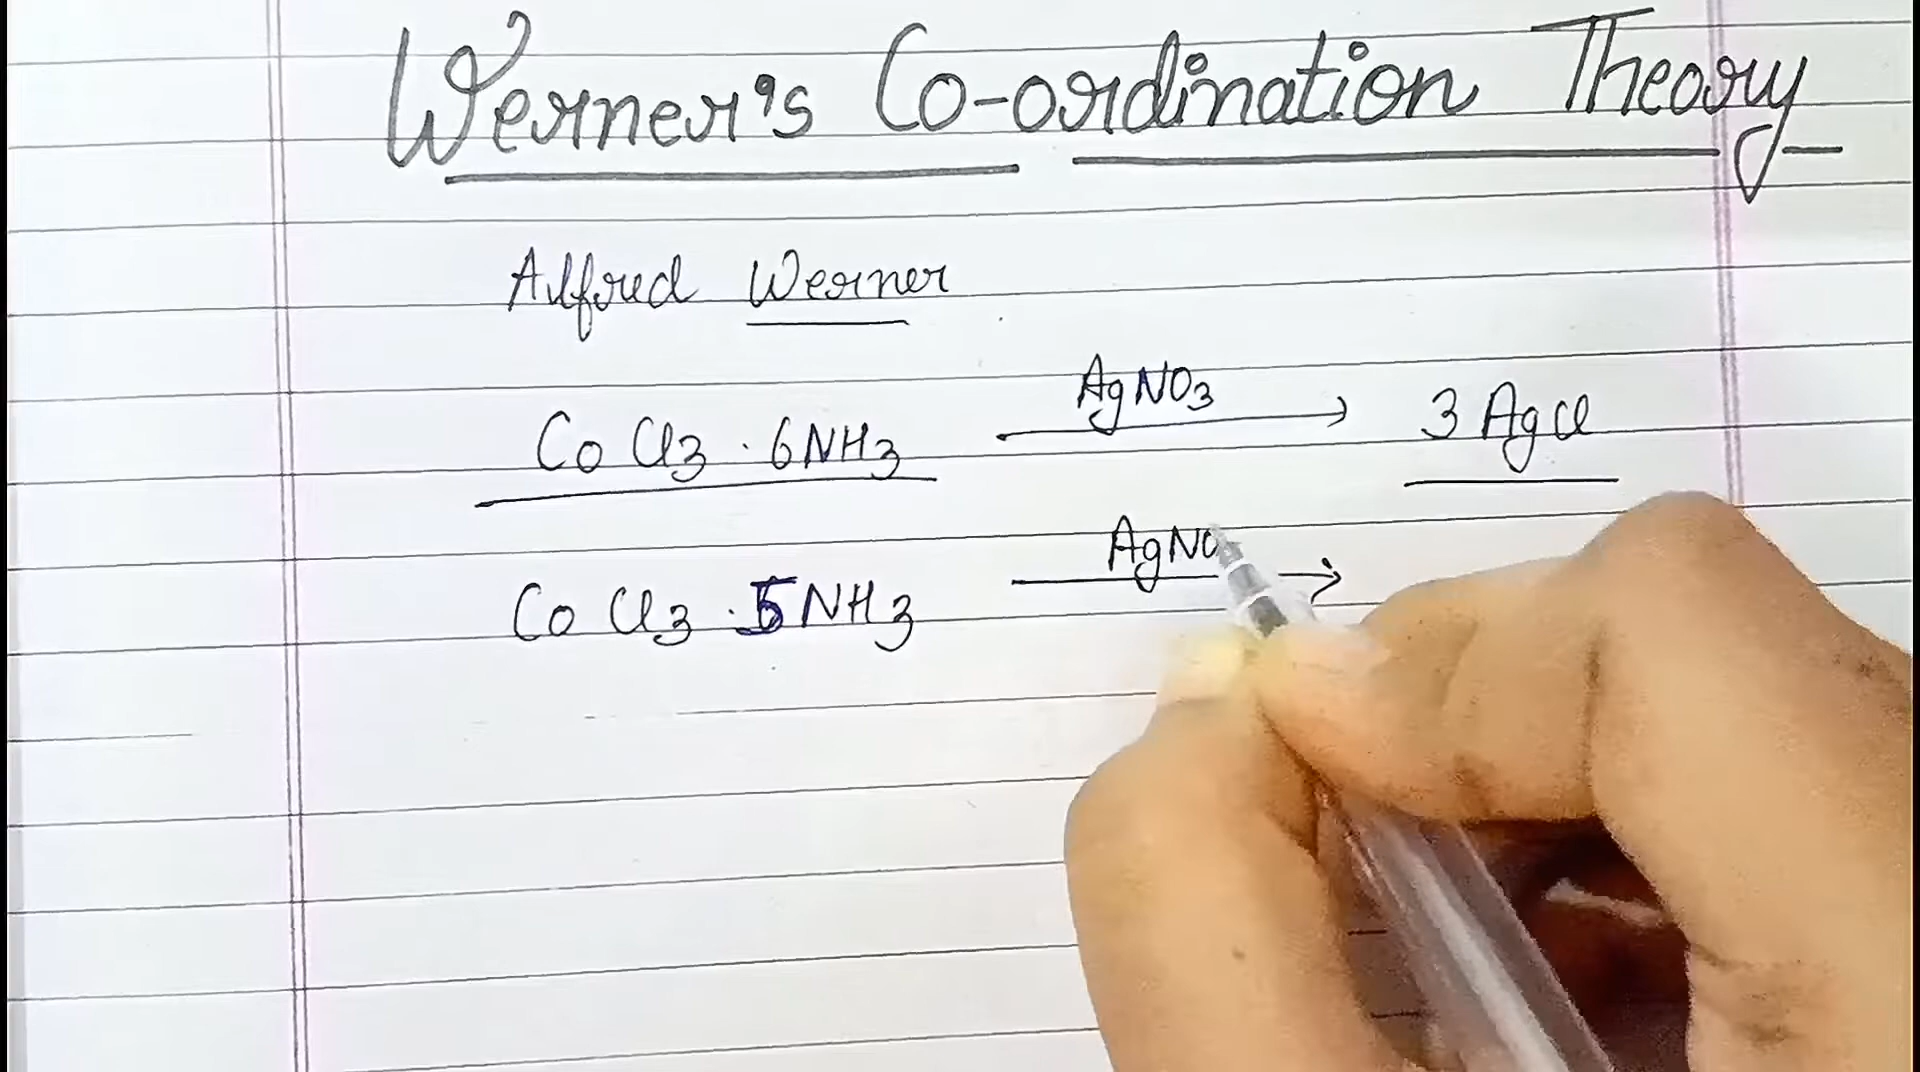 Werner's Co-ordination Theory
Alfred Werner
CoCl3 . 6NH3 AgNO3 → 3 AgCl
CoCl3 . 5NH3 AgNO →